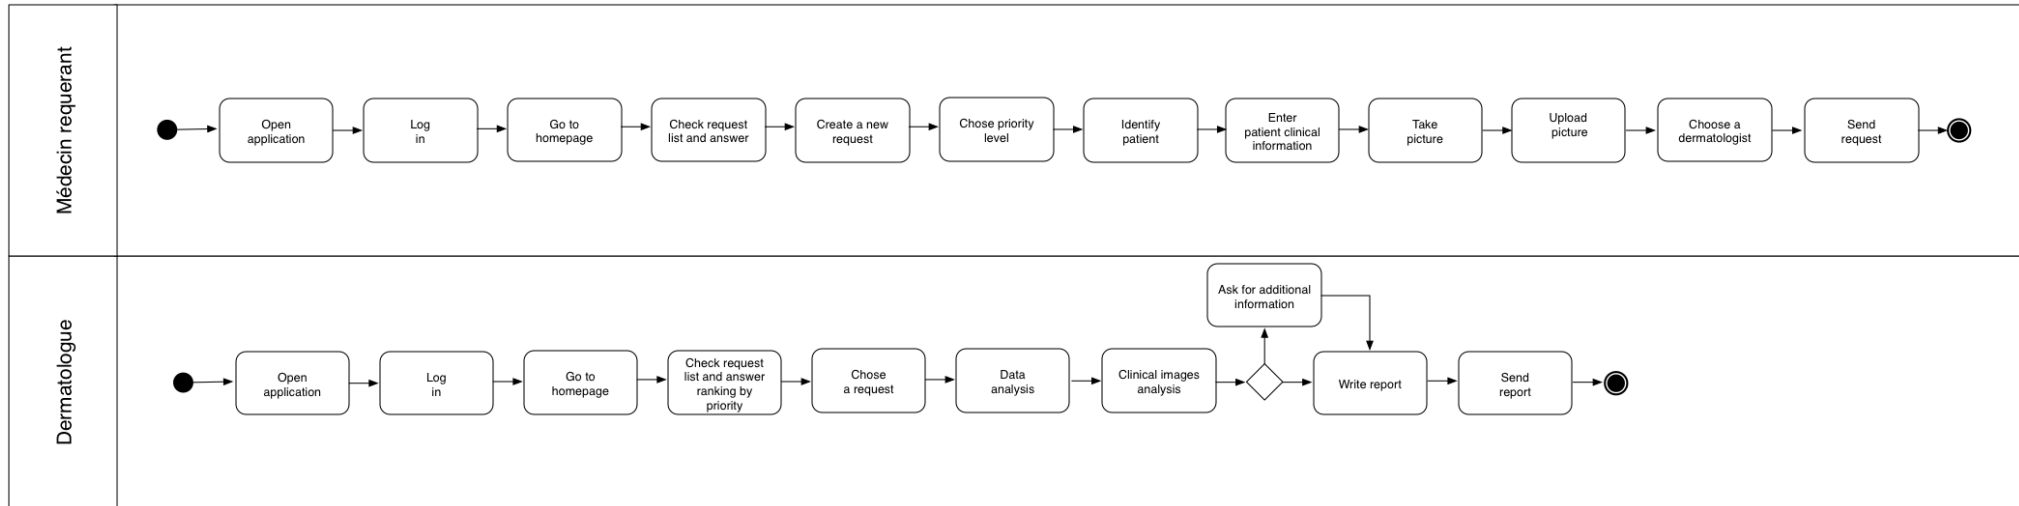 Médecin requerant
Open
application
Log
in
Go to
homepage
Check request
list and answer
Create a new
request
Chose priority
level
Identify
patient
Enter
patient clinical
information
Take
picture
Upload
picture
Choose a
dermatologist
Send
request
Dermatologue
Open
application
Log
in
Go to
homepage
Check request
list and answer
ranking by
priority
Chose
a request
Data
analysis
Clinical images
analysis
Ask for additional
information
Write report
Send
report